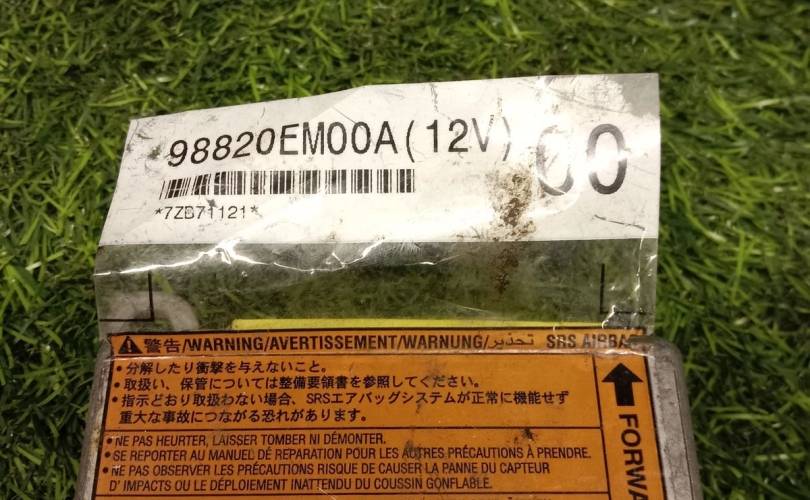 98820EM00A(12V) 00
*7ZB71121*
警告/WARNING/AVERTISSEMENT/WARNUNG/تحذير SRS AIRBAG
・分解したり衝撃を与えないこと。
・取扱い、保管については整備要領書を参照してください。
・指示どおり取扱わない場合、SRSエアバッグシステムが正常に機能せず
重大な事故につながる恐れがあります。
・NE PAS HEURTER, LAISSER TOMBER NI DÉMONTER.
・SE REPORTER AU MANUEL DÉ REPARATION POUR LES AUTRES PRÉCAUTIONS À PRENDRE.
・NE PAS OBSERVER LES PRÉCAUTIONS RISQUE DE CAUSER LA PANNE DU CAPTEUR
D' IMPACTS OU LE DÉPLOIEMENT INATTENDU DU COUSSIN GONFLABLE.
FORWA